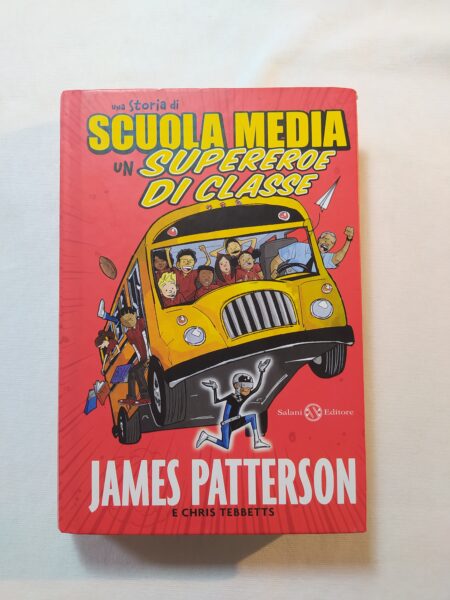 una storia di
SCUOLA MEDIA
UN SUPEREROE
DI CLASSE
Salani Editore
JAMES PATTERSON
E CHRIS TEBBETTS